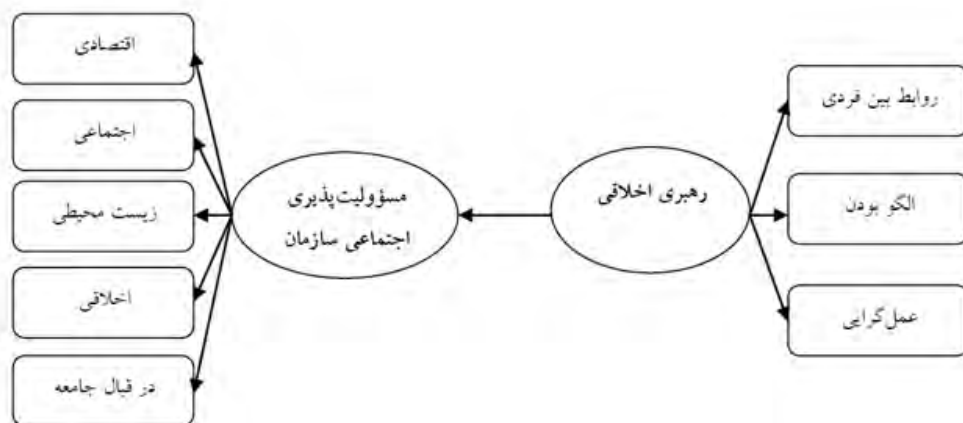 روابط بین فردی
الگو بودن
عمل‌گرایی
رهبری اخلاقی
مسؤولیت‌پذیری
اجتماعی سازمان
اقتصادی
اجتماعی
زیست محیطی
اخلاقی
در قبال جامعه